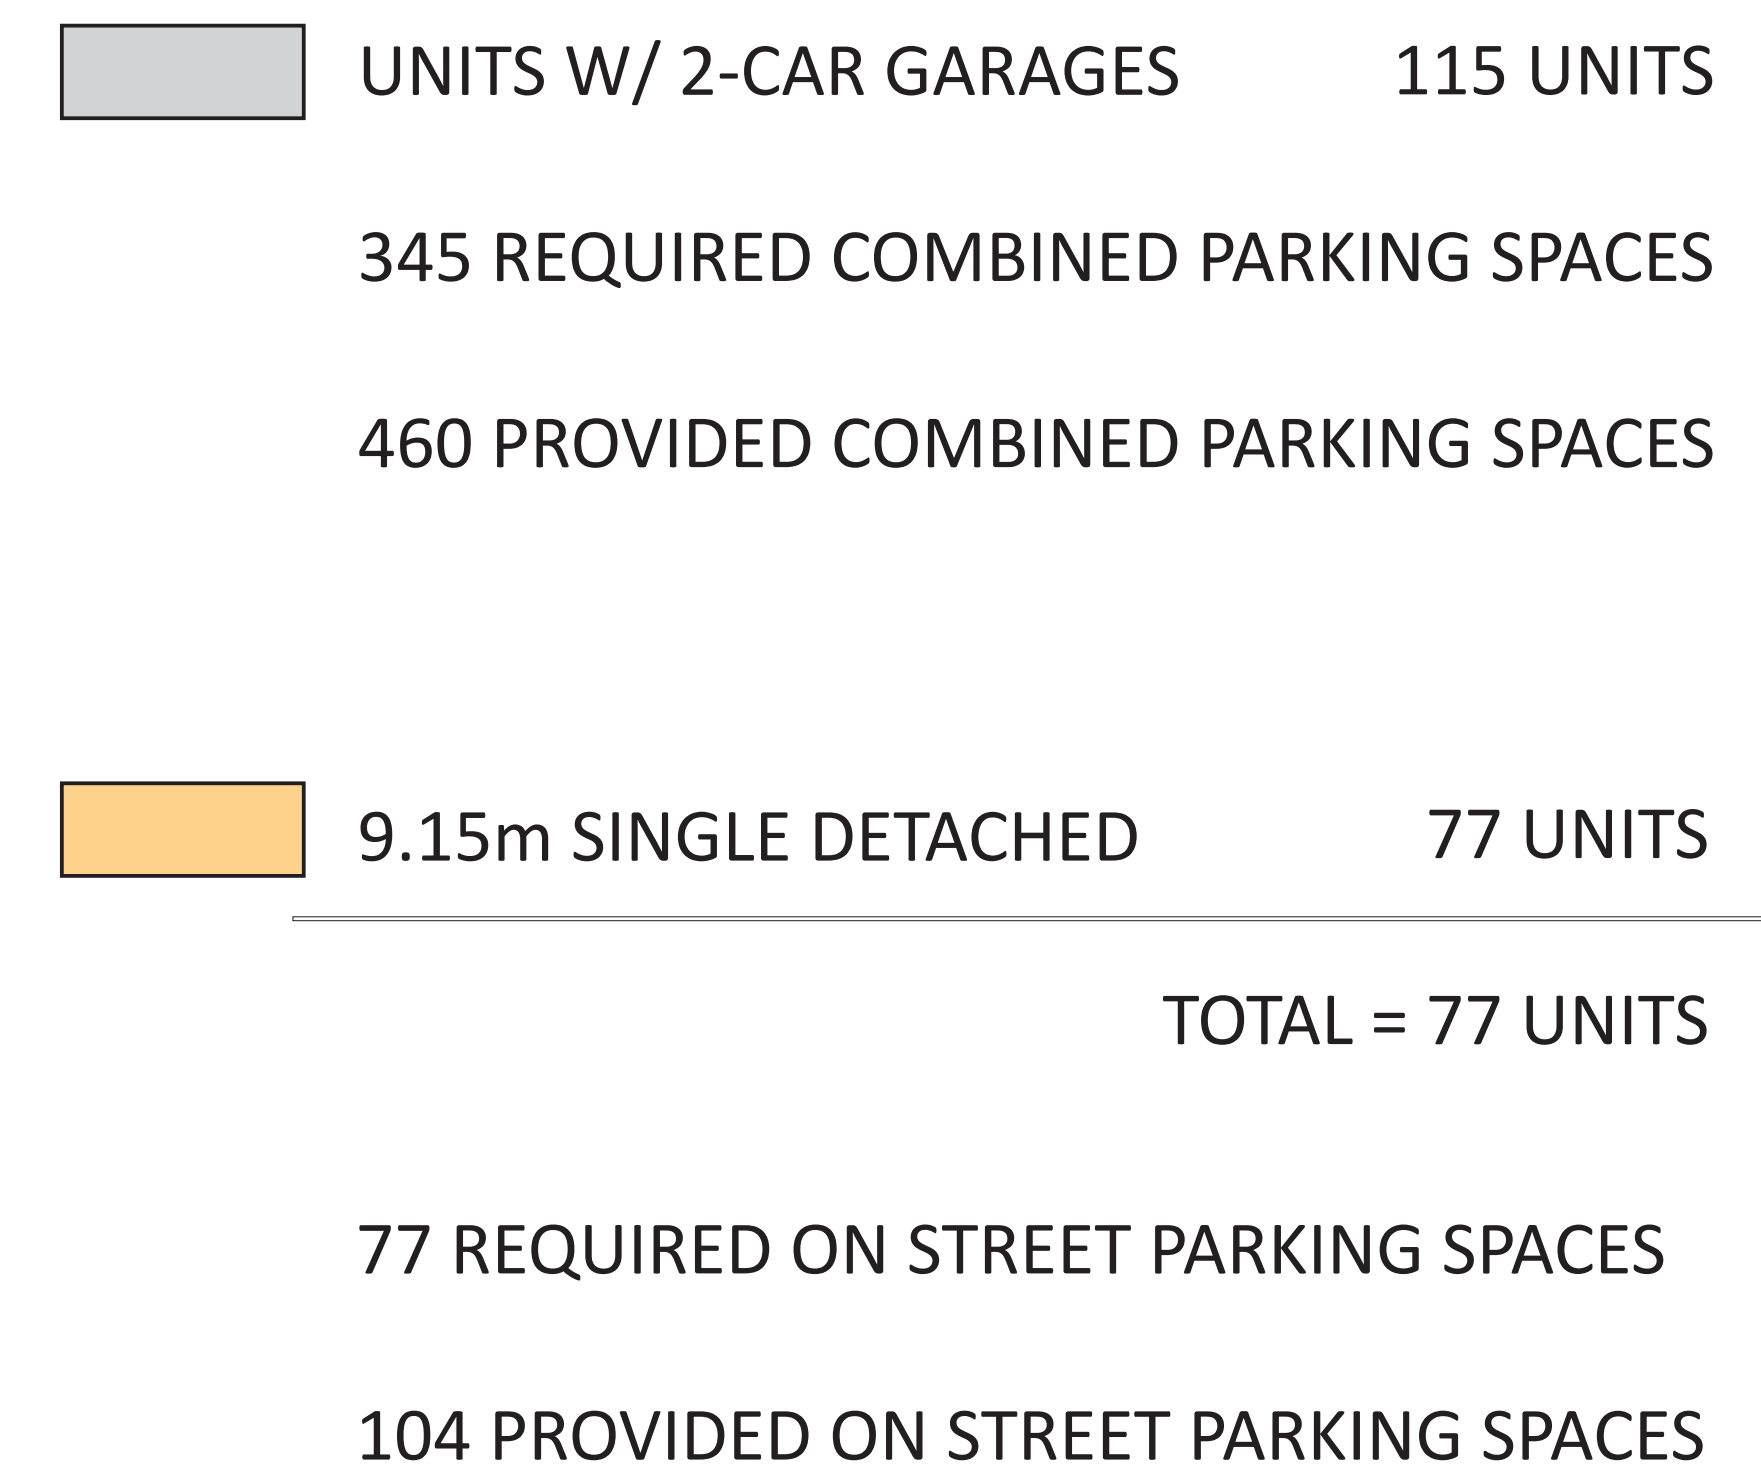 UNITS W/ 2-CAR GARAGES 115 UNITS
345 REQUIRED COMBINED PARKING SPACES
460 PROVIDED COMBINED PARKING SPACES
9.15m SINGLE DETACHED 77 UNITS
TOTAL = 77 UNITS
77 REQUIRED ON STREET PARKING SPACES
104 PROVIDED ON STREET PARKING SPACES